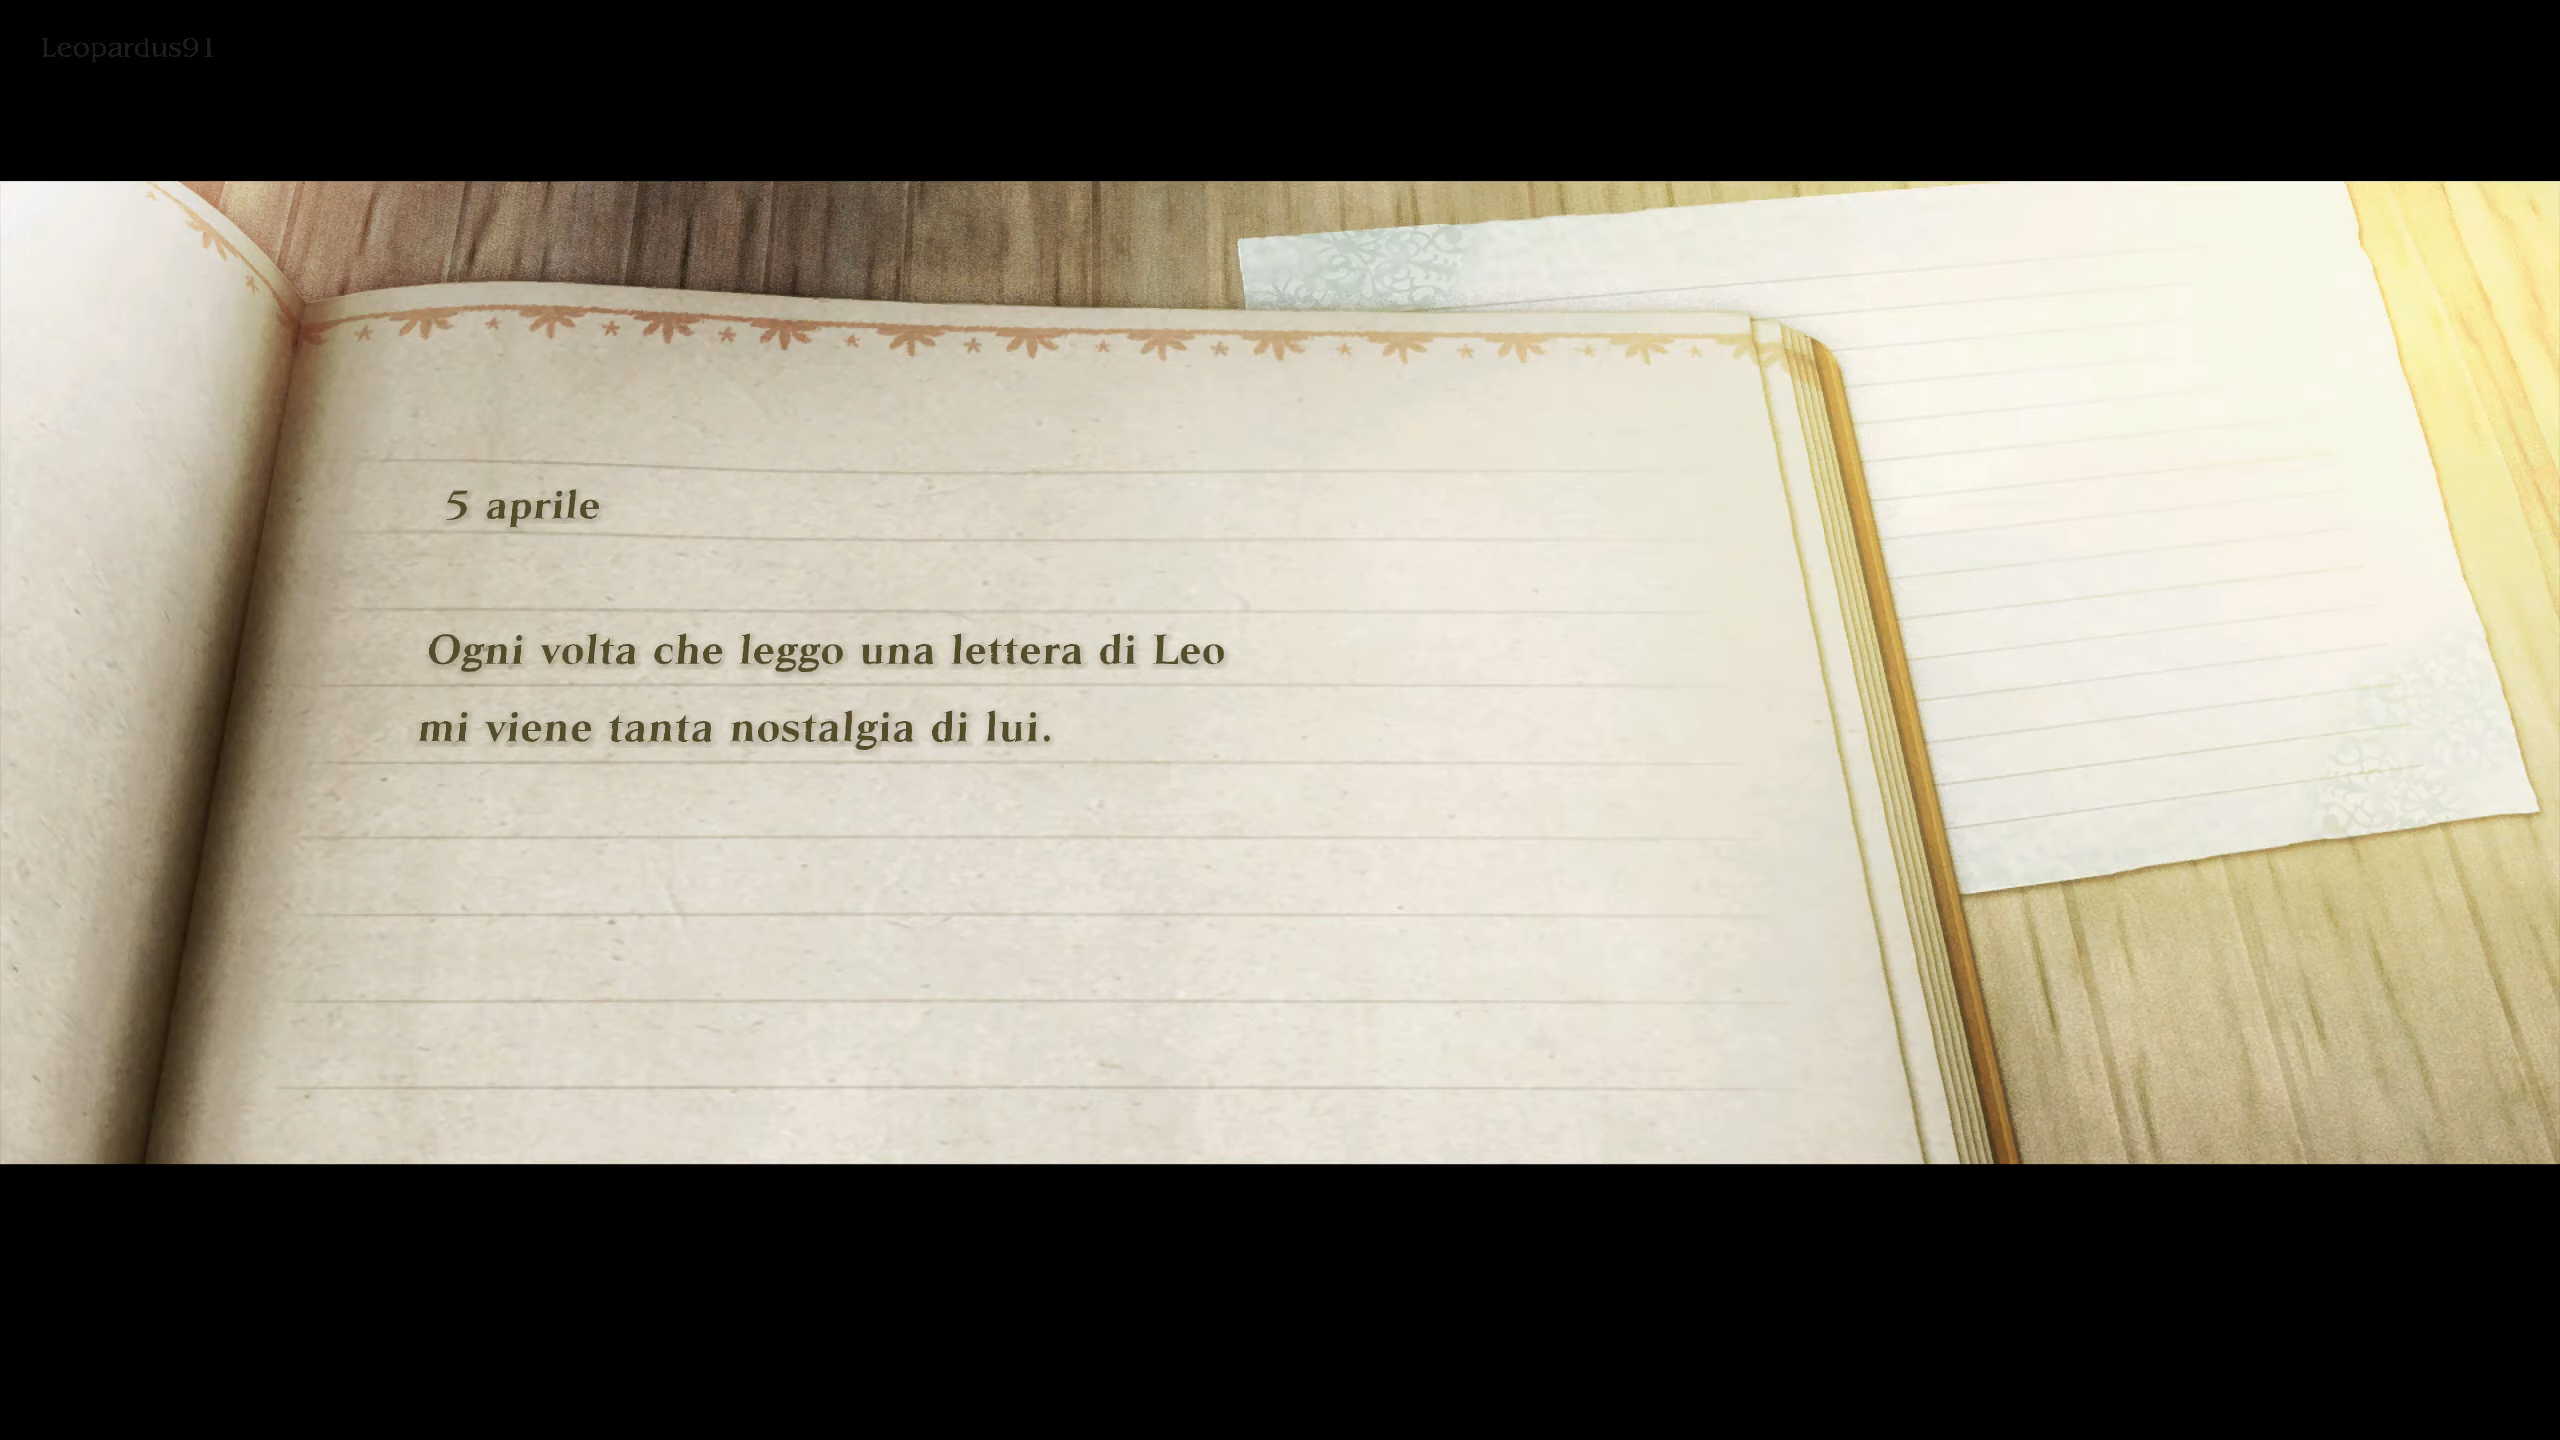 Leopardus91
5 aprile
Ogni volta che leggo una lettera di Leo
mi viene tanta nostalgia di lui.